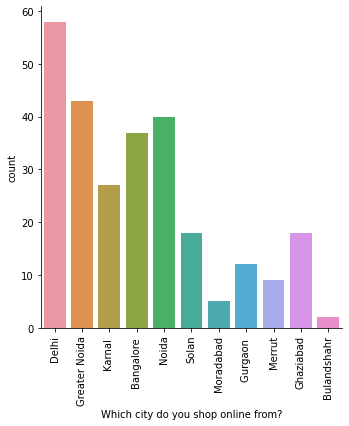 60
50
40
30
20
10
0
count
Delhi
Greater Noida
Karnal
Bangalore
Noida
Solan
Moradabad
Gurgaon
Merrut
Ghaziabad
Bulandshahr
Which city do you shop online from?